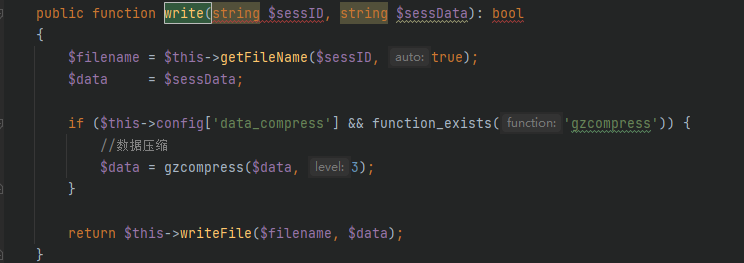 public function write(string $sessID, string $sessData): bool
{
    $filename = $this->getFileName($sessID, auto: true);
    $data     = $sessData;

    if ($this->config['data_compress'] && function_exists( function: 'gzcompress')) {
        //数据压缩
        $data = gzcompress($data, level: 3);
    }

    return $this->writeFile($filename, $data);
}